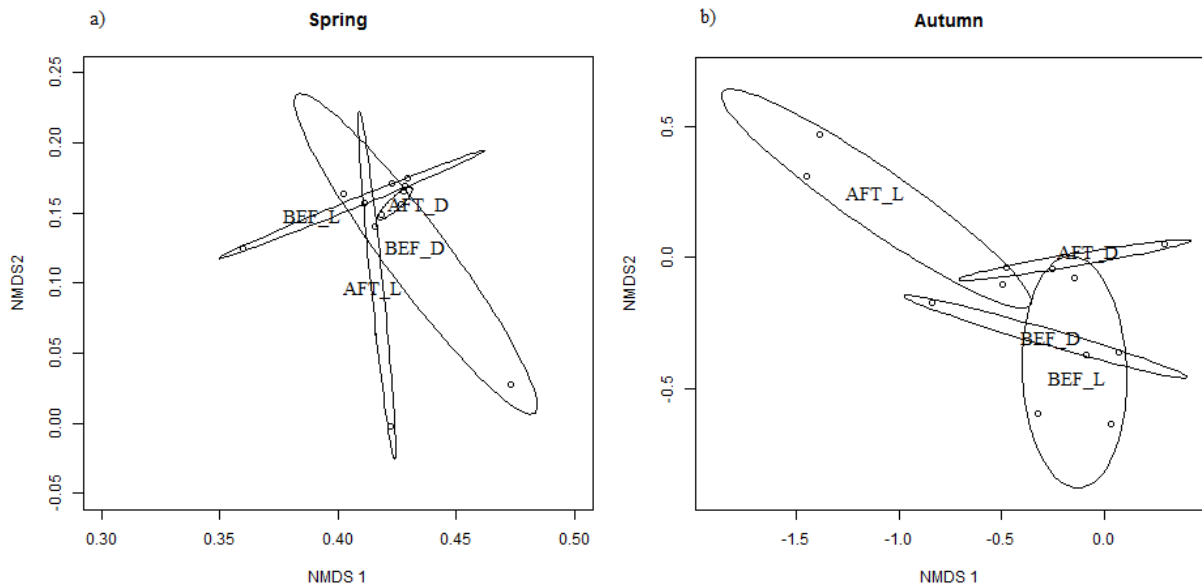 a)
Spring
NMDS2
0.25
0.20
0.15
0.10
0.05
0.00
-0.05
BEF_L
AFT_D
BEF_D
AFT_L
0.30
0.35
0.40
0.45
0.50
NMDS 1
b)
Autumn
NMDS2
0.5
0.0
-0.5
AFT_L
AFT_D
BEF_D
BEF_L
-1.5
-1.0
-0.5
0.0
NMDS 1